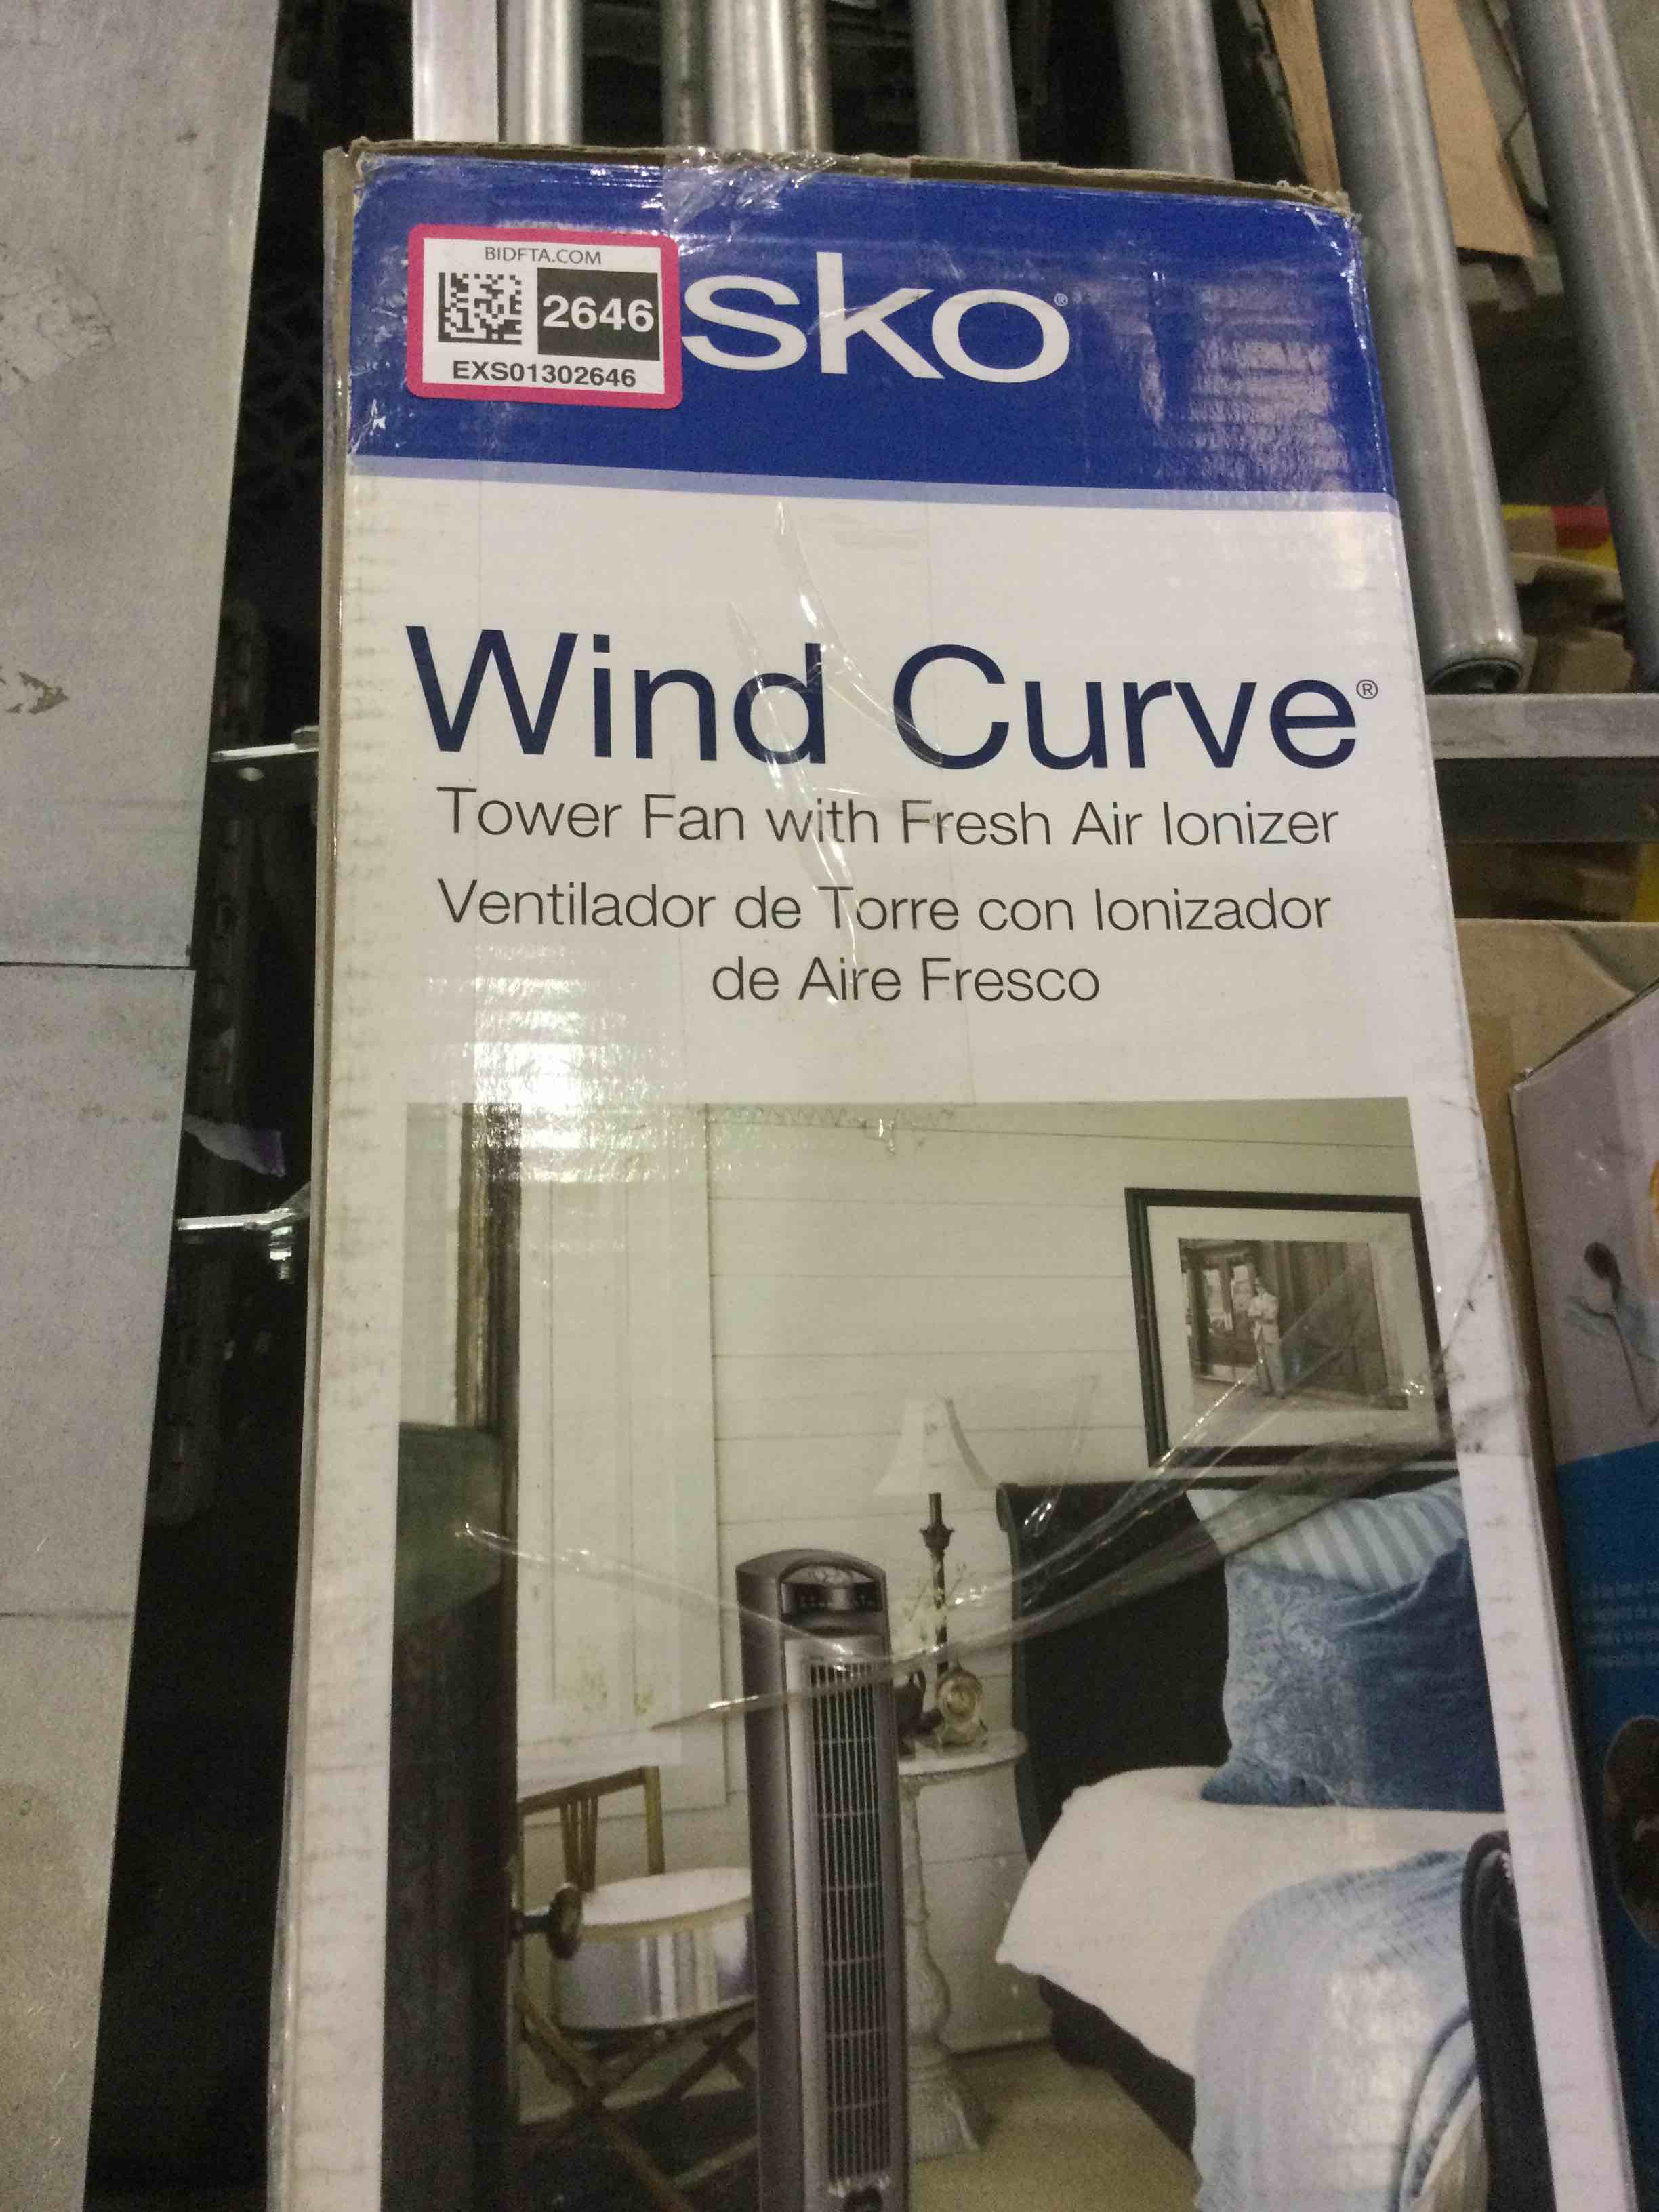 BIDFTA.COM
2646
EXS01302646
sko®
Wind Curve®
Tower Fan with Fresh Air Ionizer
Ventilador de Torre con Ionizador
de Aire Fresco